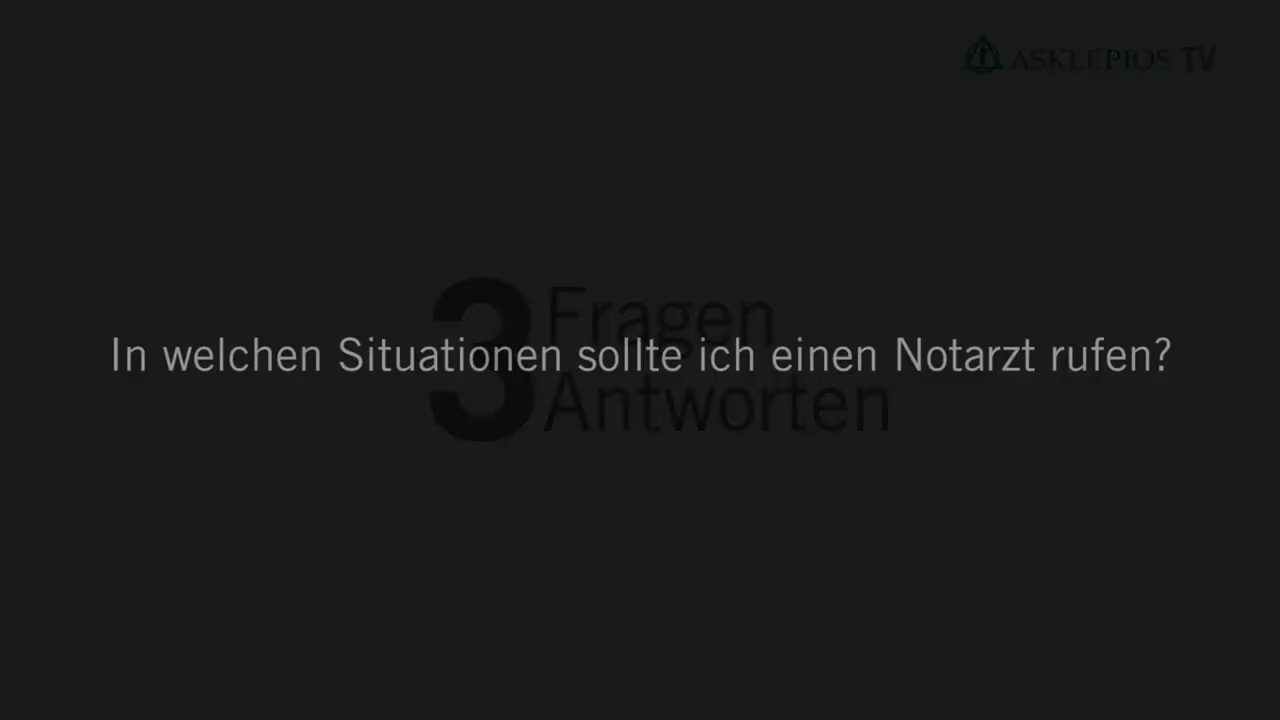 ASKLEPIOS TV
3 Fragen
Antworten
In welchen Situationen sollte ich einen Notarzt rufen?